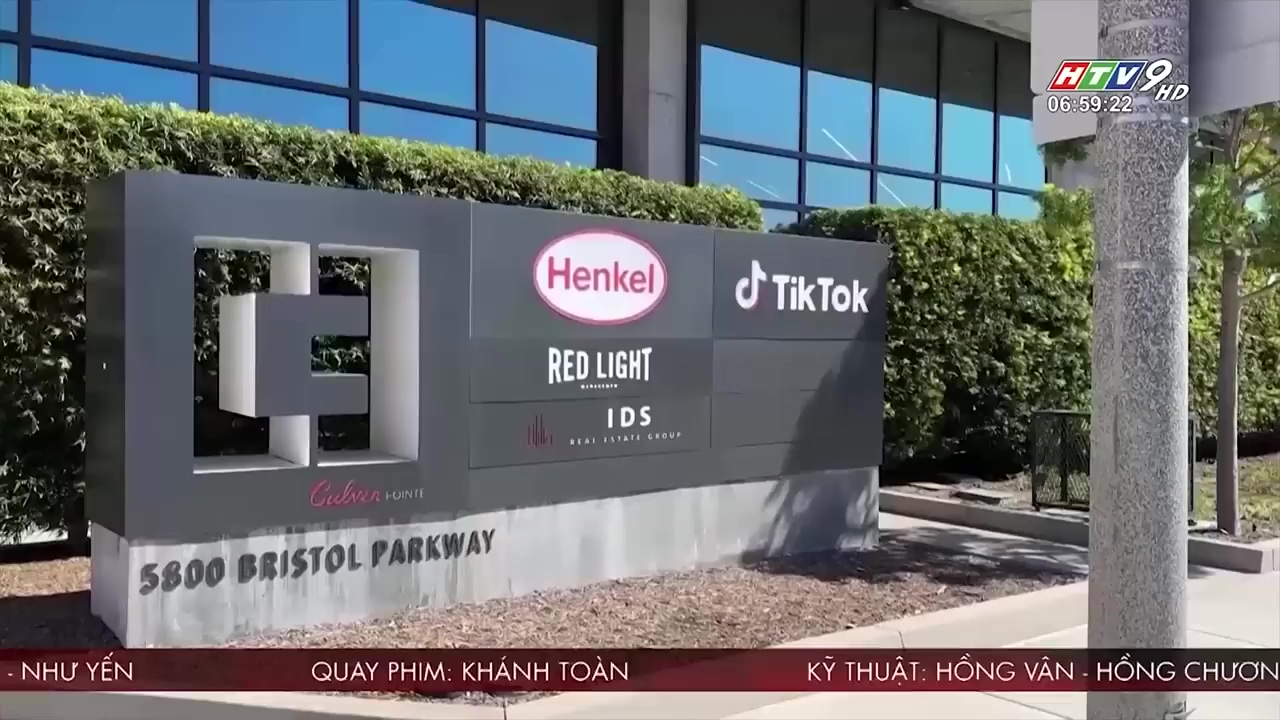 HTV9 HD
06:59:22
Henkel
TikTok
RED LIGHT
IDS
REAL ESTATE GROUP
Culver POINTE
5800 BRISTOL PARKWAY
- NHƯ YẾN QUAY PHIM: KHÁNH TOÀN KỸ THUẬT: HỒNG VÂN - HỒNG CHƯƠN